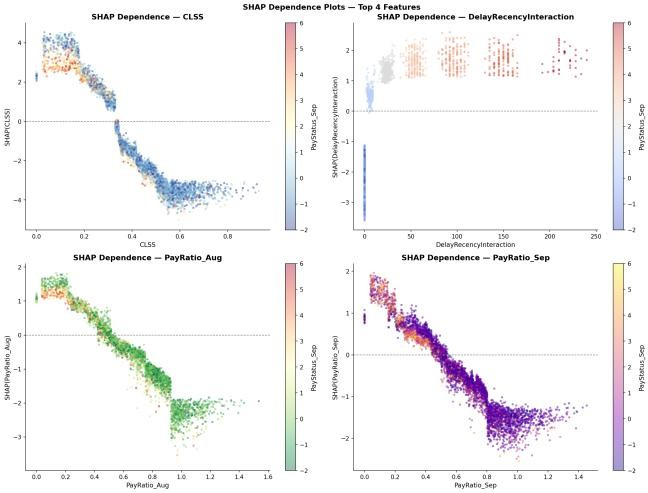 SHAP Dependence Plots — Top 4 Features
SHAP Dependence — CLSS
SHAP(CLSS)
4
2
0
−2
−4
0.0 0.2 0.4 0.6 0.8
CLSS
6
5
4
3
2
1
0
−1
−2
PayStatus_Sep
SHAP Dependence — DelayRecencyInteraction
SHAP(DelayRecencyInteraction)
2
1
0
−1
−2
−3
0 50 100 150 200 250
DelayRecencyInteraction
6
5
4
3
2
1
0
−1
−2
PayStatus_Sep
SHAP Dependence — PayRatio_Aug
SHAP(PayRatio_Aug)
2
1
0
−1
−2
−3
0.0 0.2 0.4 0.6 0.8 1.0 1.2 1.4 1.6
PayRatio_Aug
6
5
4
3
2
1
0
−1
−2
PayStatus_Sep
SHAP Dependence — PayRatio_Sep
SHAP(PayRatio_Sep)
2
1
0
−1
−2
0.0 0.2 0.4 0.6 0.8 1.0 1.2 1.4
PayRatio_Sep
6
5
4
3
2
1
0
−1
−2
PayStatus_Sep